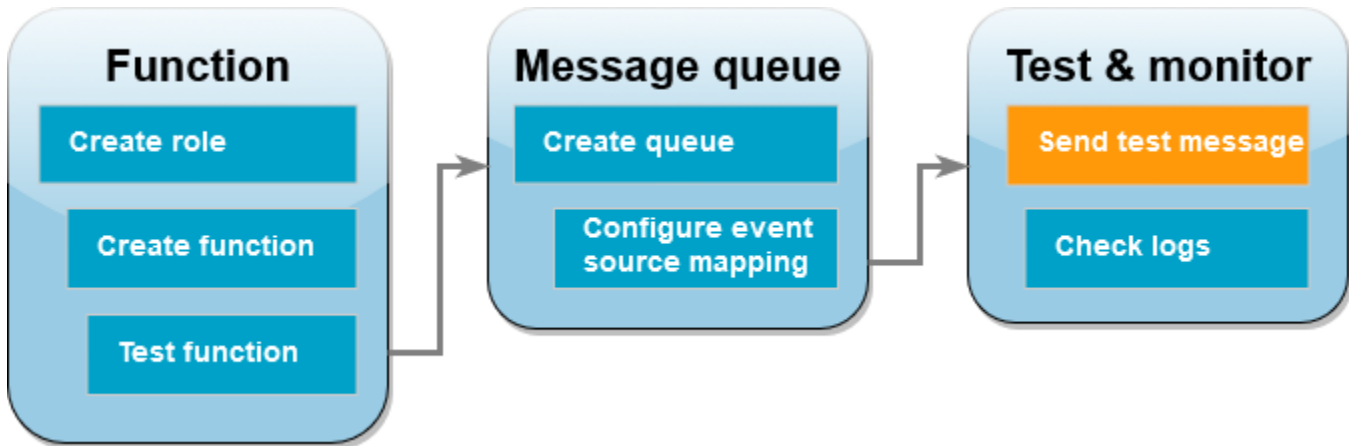 Function
Create role
Create function
Test function
Message queue
Create queue
Configure event
source mapping
Test & monitor
Send test message
Check logs